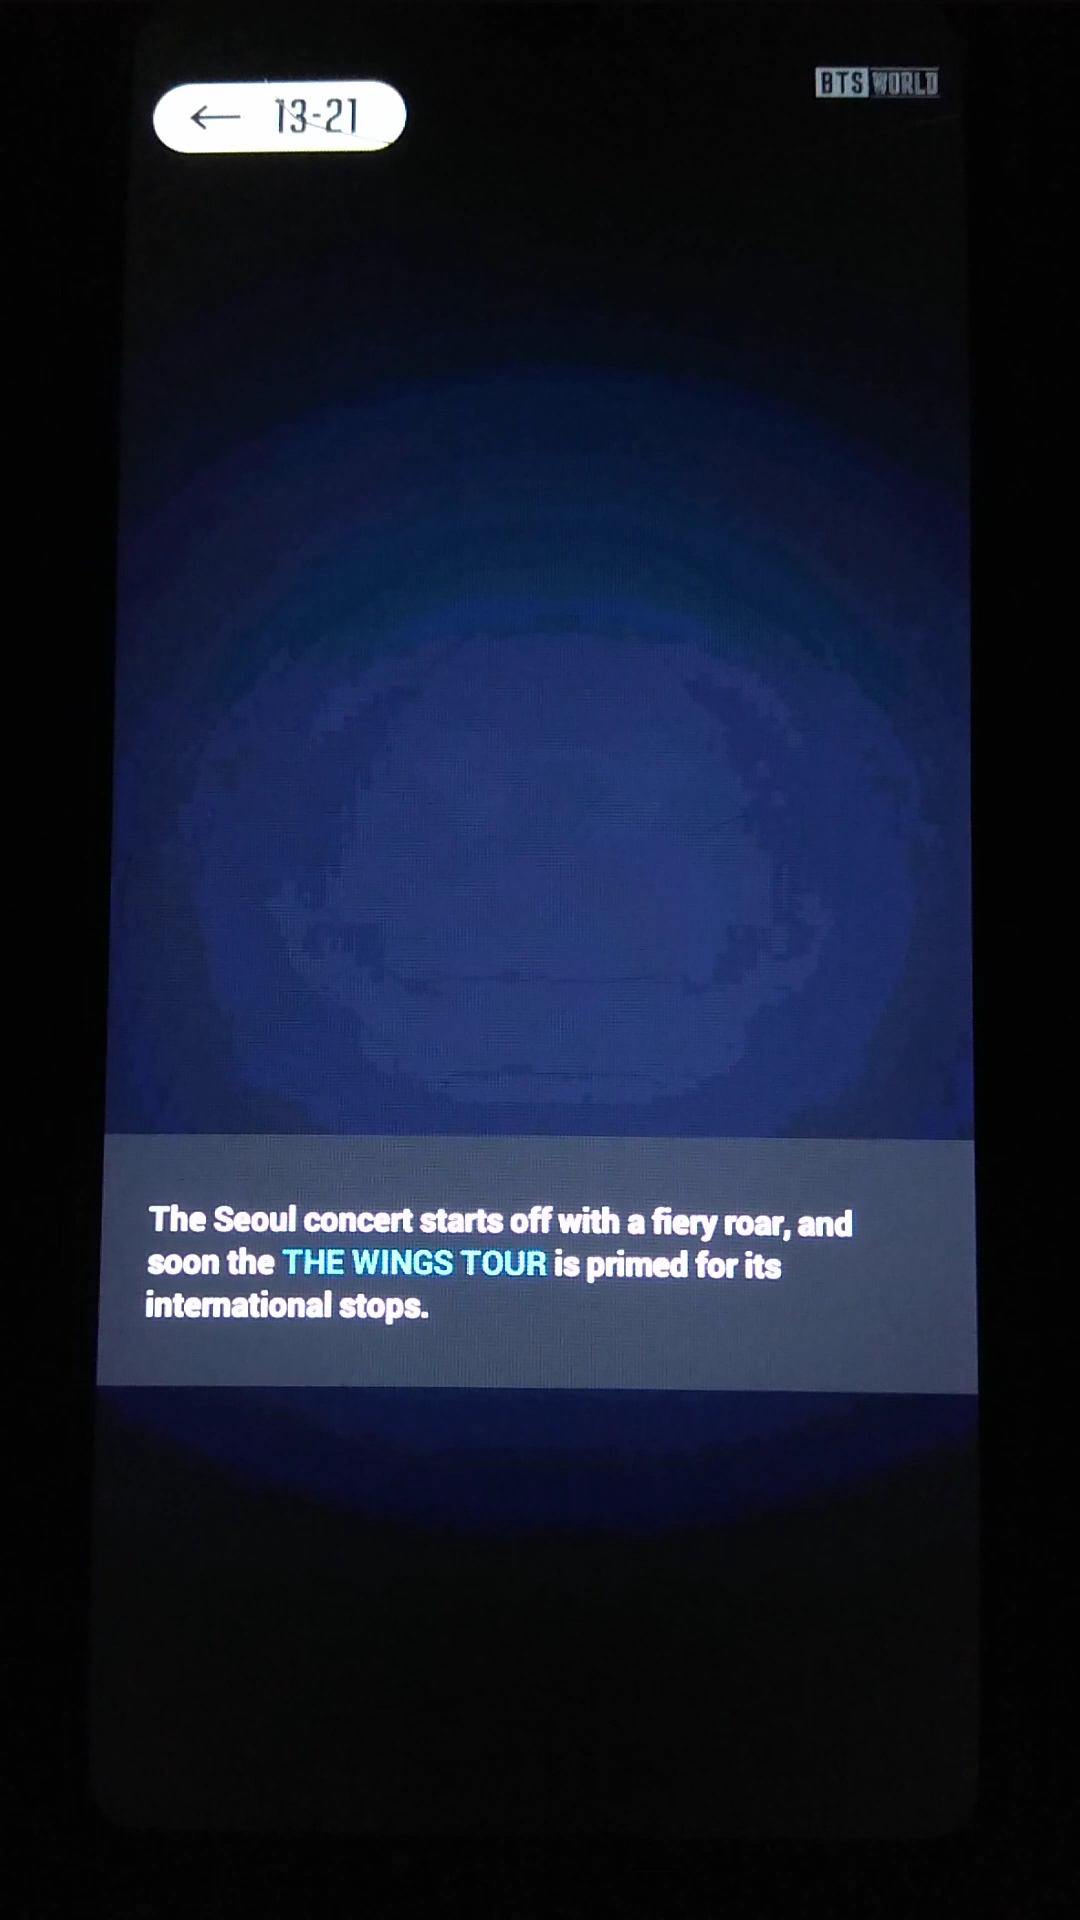 ← 13-21
BTS WORLD
The Seoul concert starts off with a fiery roar, and
soon the THE WINGS TOUR is primed for its
international stops.